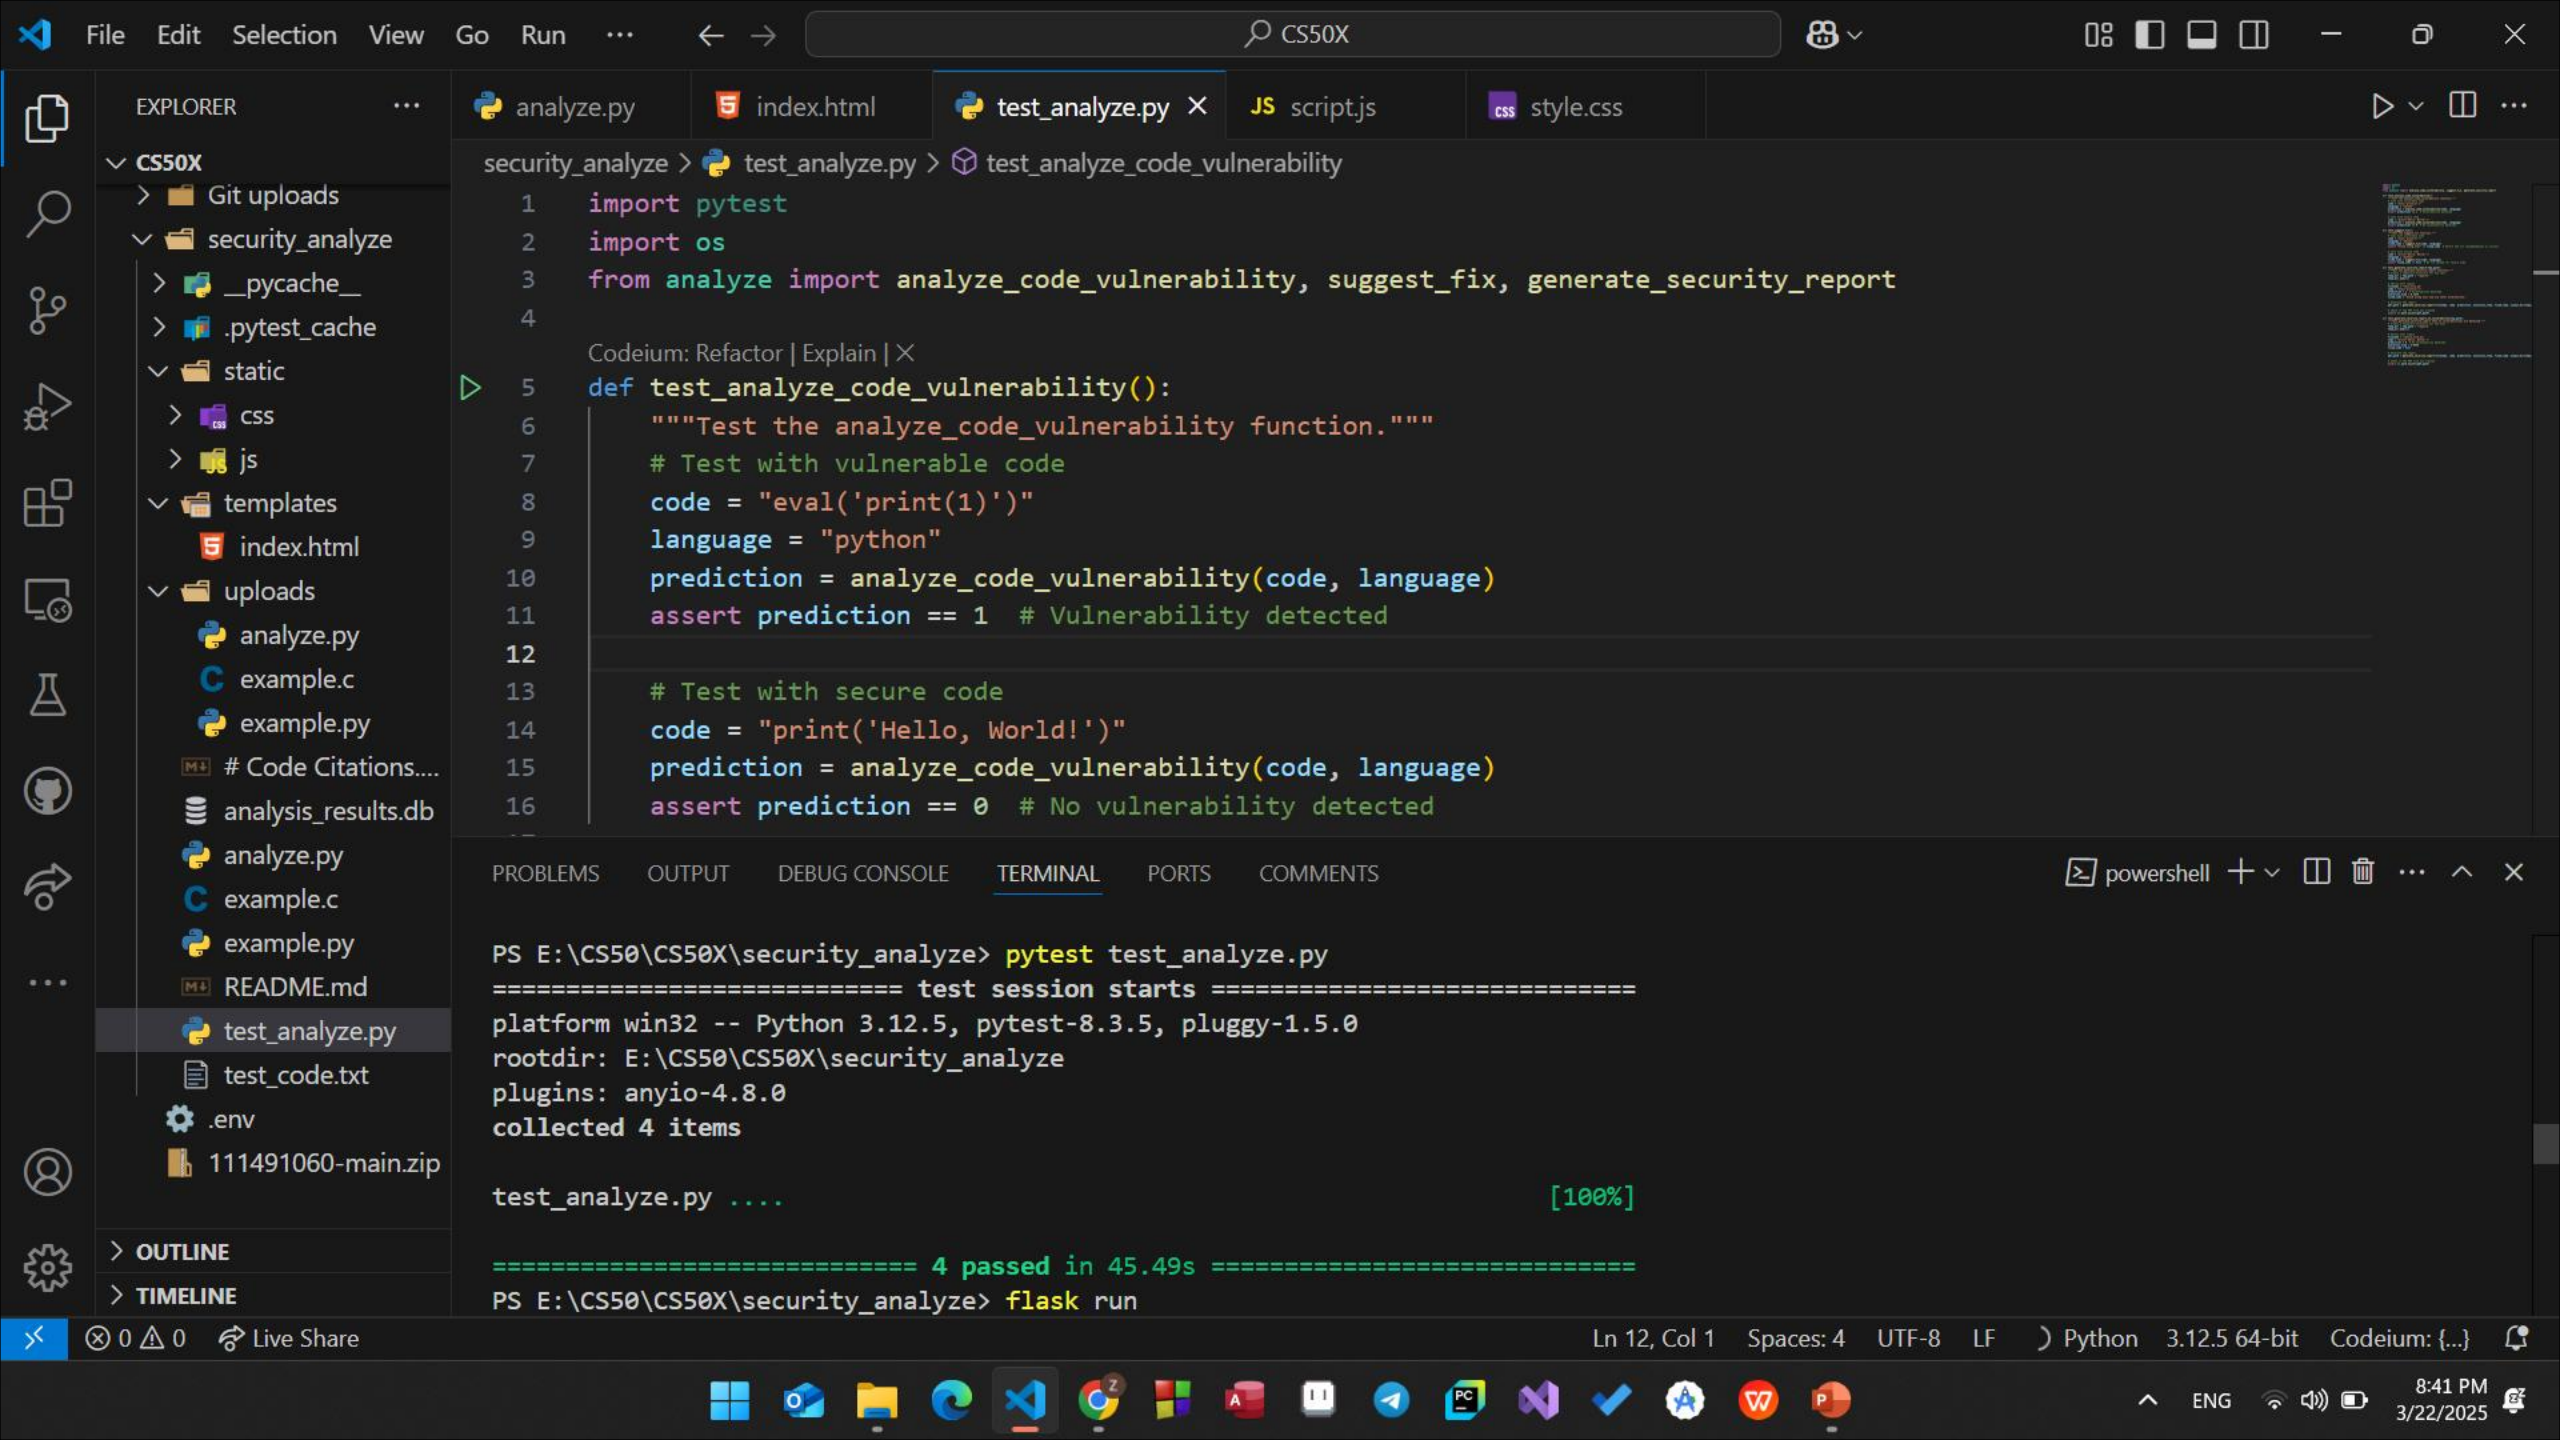 File Edit Selection View Go Run ··· CS50X
EXPLORER ···
CS50X
Git uploads
security_analyze
__pycache__
.pytest_cache
static
css
js
templates
index.html
uploads
analyze.py
example.c
example.py
# Code Citations....
analysis_results.db
analyze.py
example.c
example.py
README.md
test_analyze.py
test_code.txt
.env
111491060-main.zip
OUTLINE
TIMELINE
analyze.py index.html test_analyze.py JS script.js css style.css
security_analyze > test_analyze.py > test_analyze_code_vulnerability
1 import pytest
2 import os
3 from analyze import analyze_code_vulnerability, suggest_fix, generate_security_report
4
Codeium: Refactor | Explain | X
5 def test_analyze_code_vulnerability():
6 """Test the analyze_code_vulnerability function."""
7 # Test with vulnerable code
8 code = "eval('print(1)')"
9 language = "python"
10 prediction = analyze_code_vulnerability(code, language)
11 assert prediction == 1 # Vulnerability detected
12
13 # Test with secure code
14 code = "print('Hello, World!')"
15 prediction = analyze_code_vulnerability(code, language)
16 assert prediction == 0 # No vulnerability detected
PROBLEMS OUTPUT DEBUG CONSOLE TERMINAL PORTS COMMENTS powershell
PS E:\CS50\CS50X\security_analyze> pytest test_analyze.py
============================ test session starts =============================
platform win32 -- Python 3.12.5, pytest-8.3.5, pluggy-1.5.0
rootdir: E:\CS50\CS50X\security_analyze
plugins: anyio-4.8.0
collected 4 items
test_analyze.py .... [100%]
============================= 4 passed in 45.49s =============================
PS E:\CS50\CS50X\security_analyze> flask run
0 0 Live Share Ln 12, Col 1 Spaces: 4 UTF-8 LF Python 3.12.5 64-bit Codeium: {...}
ENG 8:41 PM
3/22/2025